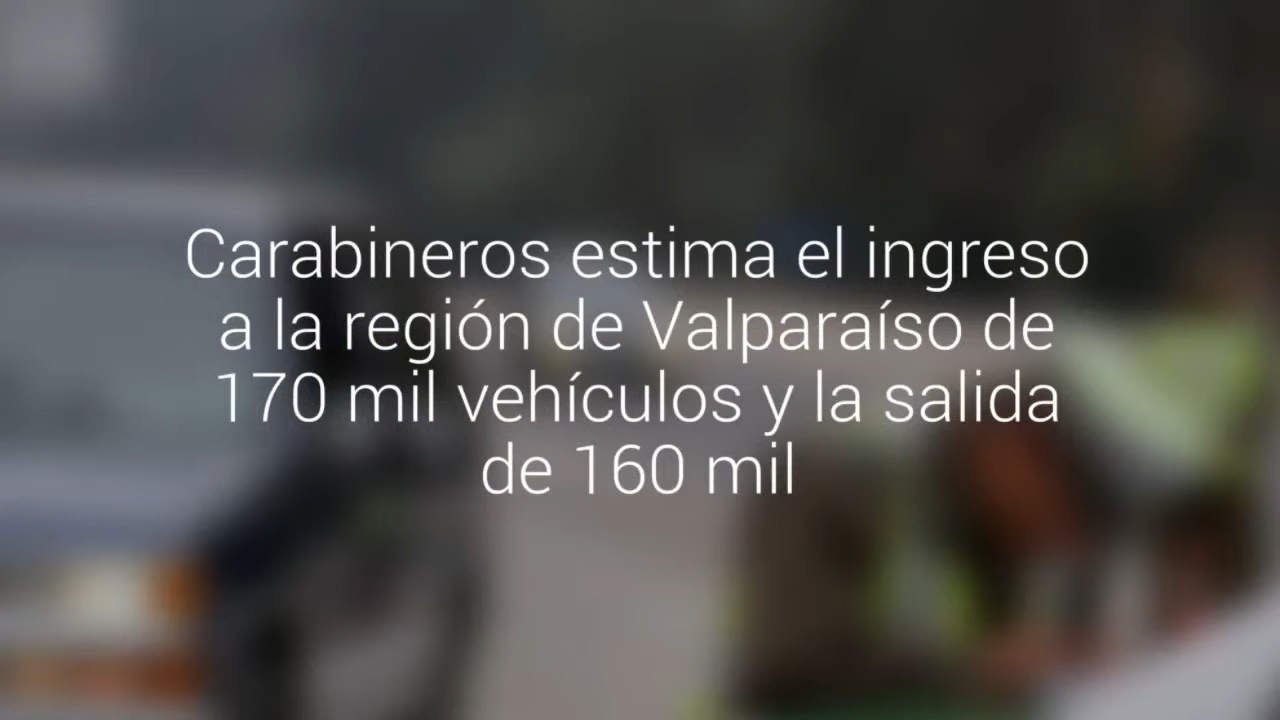 Carabineros estima el ingreso
a la región de Valparaíso de
170 mil vehículos y la salida
de 160 mil